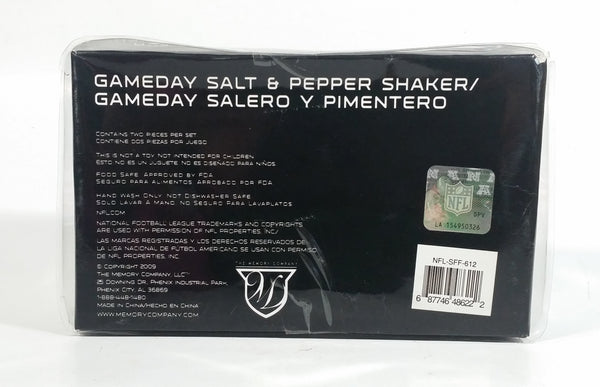 GAMEDAY SALT & PEPPER SHAKER/
GAMEDAY SALERO Y PIMENTERO
CONTAINS TWO PIECES PER SET
CONTIENE DOS PIEZAS POR JUEGO
THIS IS NOT A TOY. NOT INTENDED FOR CHILDREN.
ESTO NO ES UN JUGUETE. NO ES DISEÑADO PARA NIÑOS.
FOOD SAFE. APPROVED BY FDA.
SEGURO PARA ALIMENTOS. APROBADO POR FDA.
HAND WASH ONLY. NOT DISHWASHER SAFE
SOLO LAVAR À MANO. NO SEGURO PARA LAVAPLATOS
NFL.COM
NATIONAL FOOTBALL LEAGUE TRADEMARKS AND COPYRIGHTS
ARE USED WITH PERMISSION OF NFL PROPERTIES, INC./
LAS MARCAS REGISTRADAS Y LOS DERECHOS RESERVADOS DE
LA LIGA NACIONAL DE FUTBOL AMERICANO SE USAN CON PERMISO
DE NFL PROPERTIES, INC.
© COPYRIGHT 2009
THE MEMORY COMPANY, LLC
25 DOWNING DR, PHENIX INDUSTRIAL PARK
PHENIX CITY, AL 36869
1-888-448-1480
MADE IN CHINA/HECHO EN CHINA
WWW.MEMORYCOMPANY.COM
THE MEMORY COMPANY
M
NFL
SPV
LA 154950326
NFL-SFF-612
6 87746 48622 2